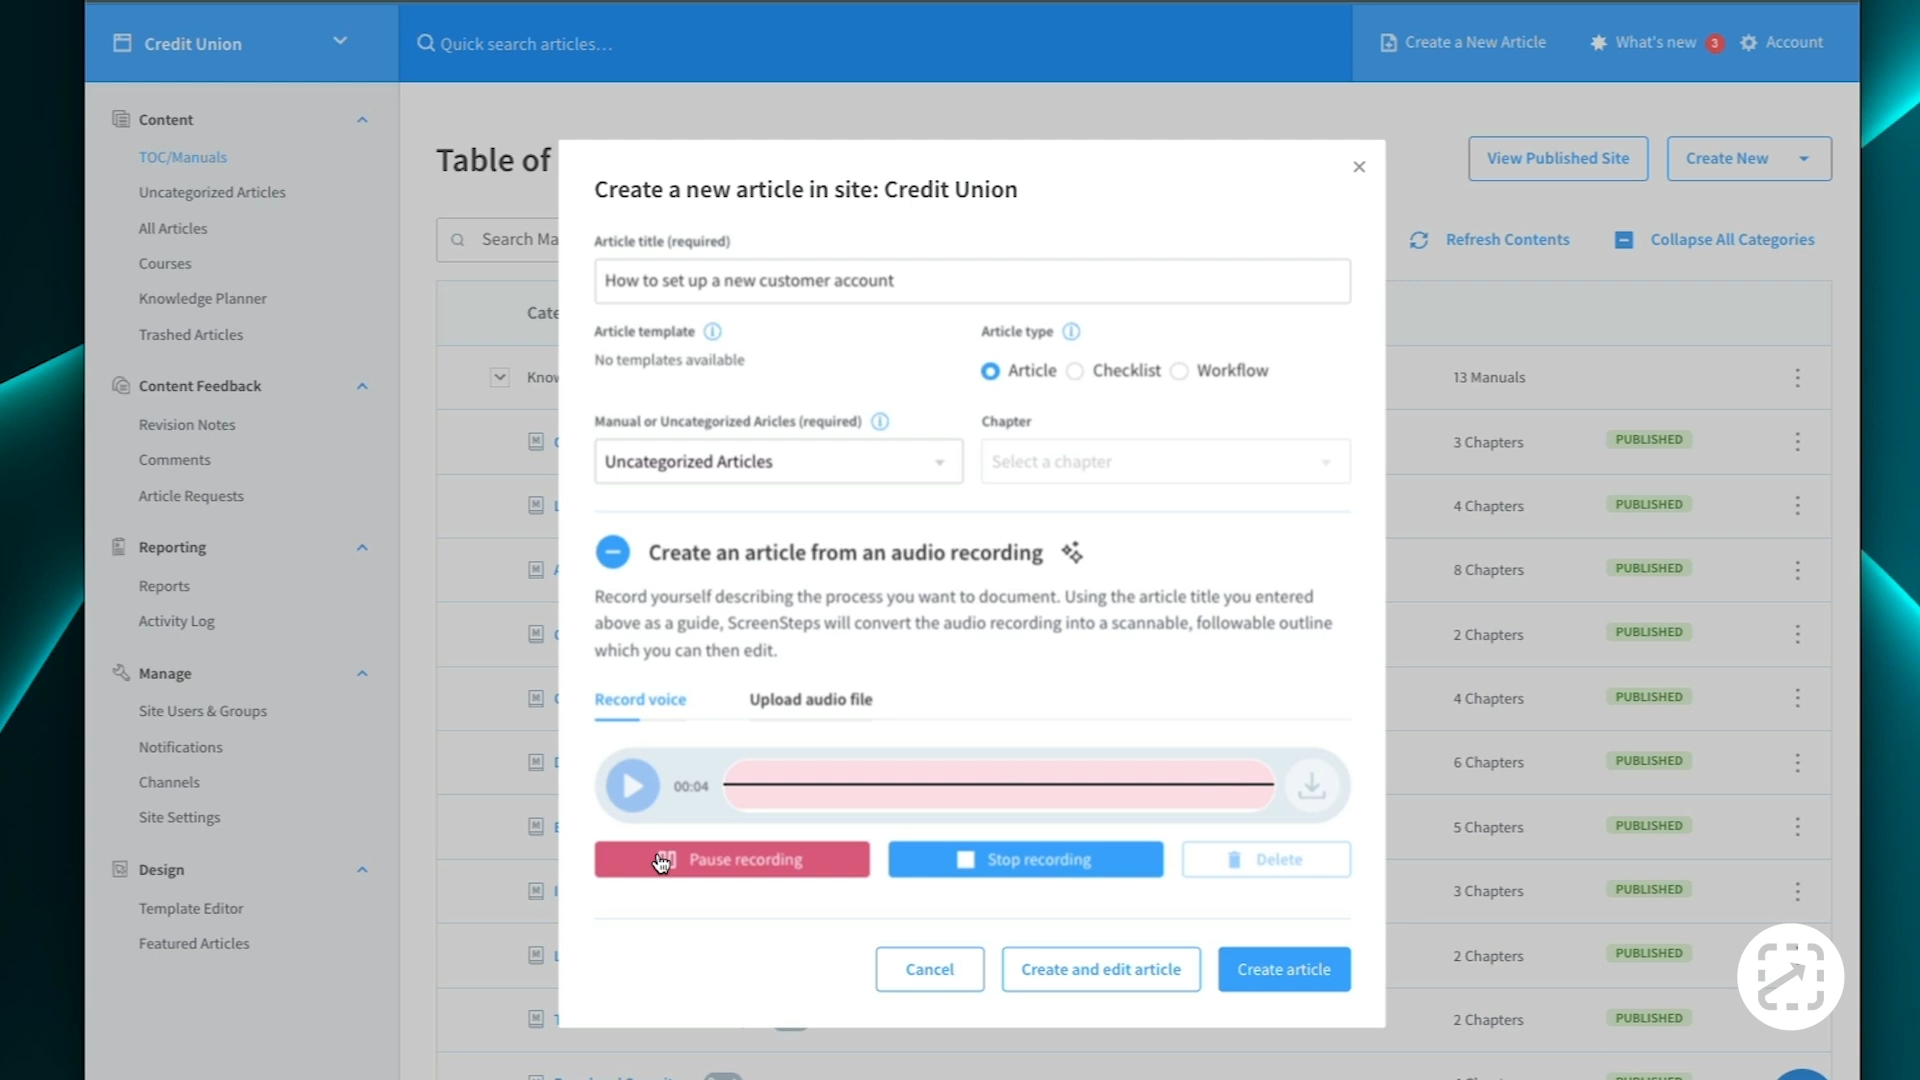 Credit Union
Quick search articles...
Create a New Article
What's new
3
Account
Content
TOC/Manuals
Uncategorized Articles
All Articles
Courses
Knowledge Planner
Trashed Articles
Content Feedback
Revision Notes
Comments
Article Requests
Reporting
Reports
Activity Log
Manage
Site Users & Groups
Notifications
Channels
Site Settings
Design
Template Editor
Featured Articles
Table of
View Published Site
Create New
Search Ma
Refresh Contents
Collapse All Categories
Cate
Know
13 Manuals
3 Chapters
PUBLISHED
4 Chapters
PUBLISHED
8 Chapters
PUBLISHED
2 Chapters
PUBLISHED
4 Chapters
PUBLISHED
6 Chapters
PUBLISHED
5 Chapters
PUBLISHED
3 Chapters
PUBLISHED
2 Chapters
PUBLISHED
2 Chapters
PUBLISHED
Create a new article in site: Credit Union
Article title (required)
How to set up a new customer account
Article template
No templates available
Article type
Article
Checklist
Workflow
Manual or Uncategorized Aricles (required)
Uncategorized Articles
Chapter
Select a chapter
Create an article from an audio recording
Record yourself describing the process you want to document. Using the article title you entered
above as a guide, ScreenSteps will convert the audio recording into a scannable, followable outline
which you can then edit.
Record voice
Upload audio file
00:04
Pause recording
Stop recording
Delete
Cancel
Create and edit article
Create article